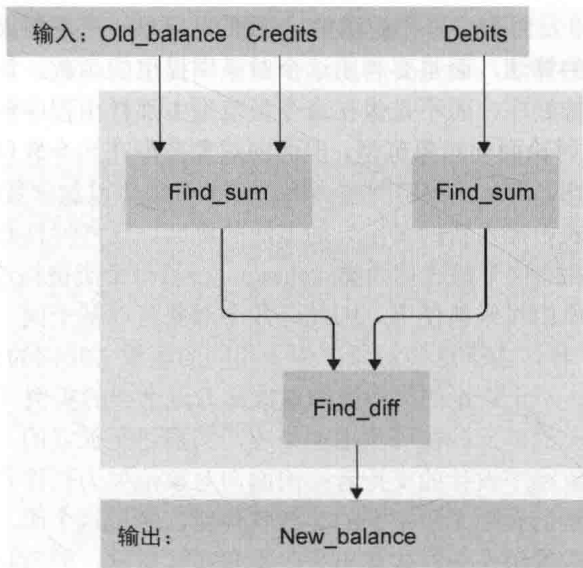 输入：Old_balance Credits Debits
Find_sum Find_sum
Find_diff
输出： New_balance